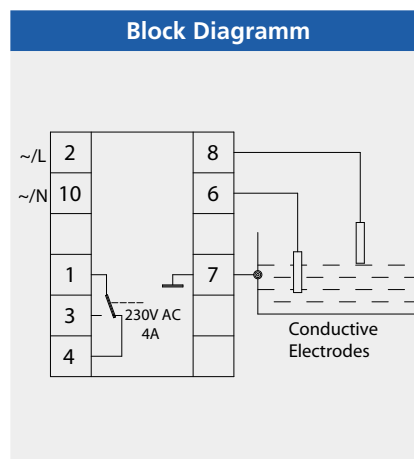 Block Diagramm
~/L 2 8
~/N 10 6
1 7
3 230V AC
4A
4
Conductive
Electrodes